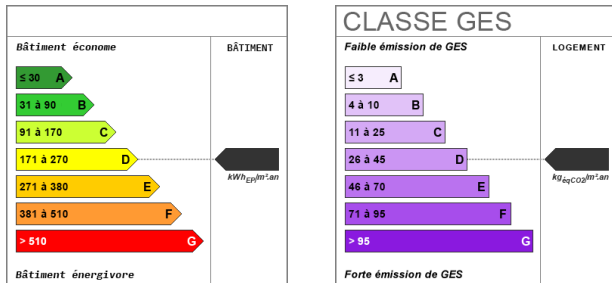 Bâtiment économe
BÂTIMENT
≤ 30 A
31 à 90 B
91 à 170 C
171 à 270 D
kWhEP/m².an
271 à 380 E
381 à 510 F
> 510 G
Bâtiment énergivore
CLASSE GES
Faible émission de GES
LOGEMENT
≤ 3 A
4 à 10 B
11 à 25 C
26 à 45 D
kgéqCO2/m².an
46 à 70 E
71 à 95 F
> 95 G
Forte émission de GES